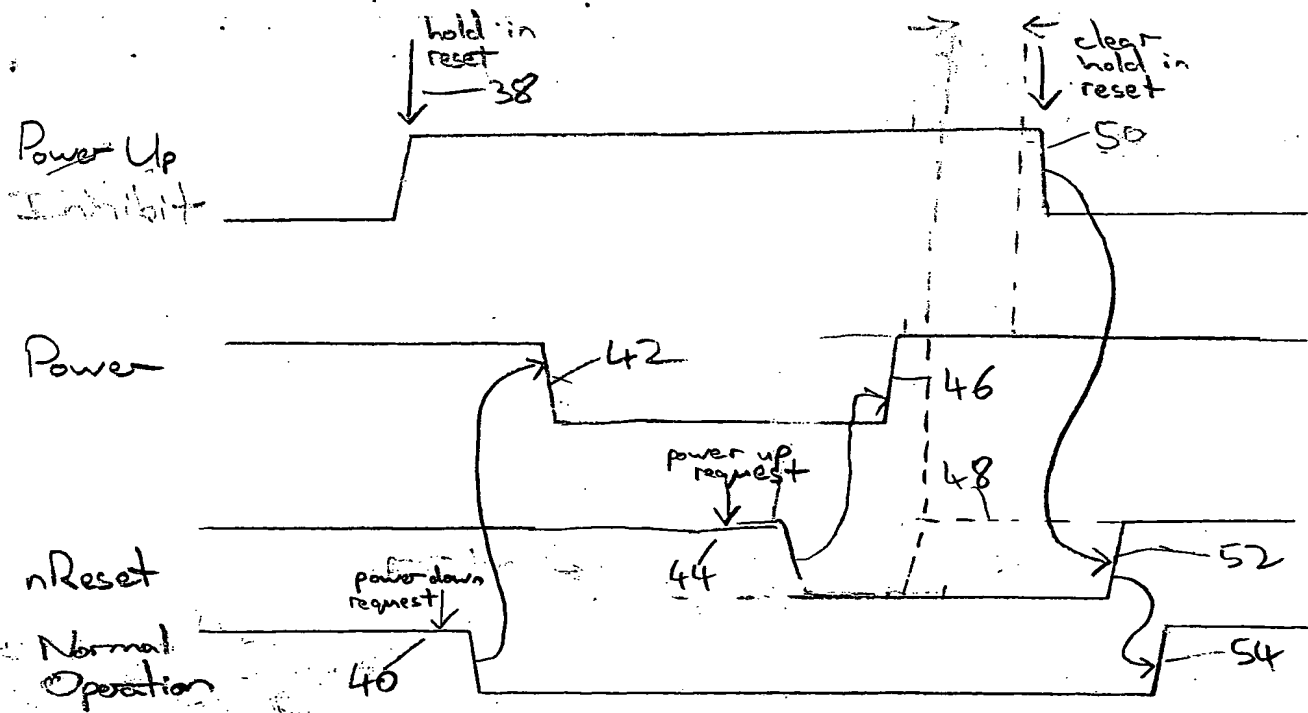 hold in
reset
38
clear
hold in
reset
50
Power Up
Inhibit
Power
42
46
power up
request
48
44
nReset
52
power down
request
Normal
Operation
40
54